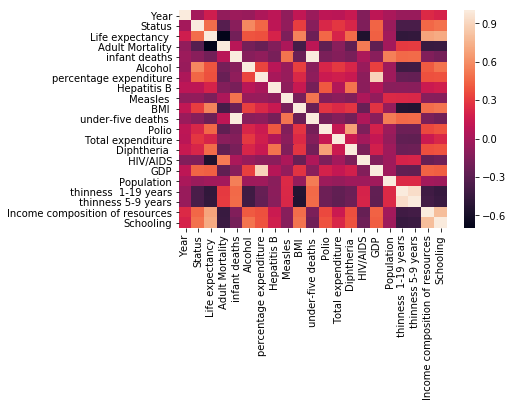 Year
Status
Life expectancy
Adult Mortality
infant deaths
Alcohol
percentage expenditure
Hepatitis B
Measles
BMI
under-five deaths
Polio
Total expenditure
Diphtheria
HIV/AIDS
GDP
Population
thinness 1-19 years
thinness 5-9 years
Income composition of resources
Schooling
0.9
0.6
0.3
0.0
-0.3
-0.6
Year
Status
Life expectancy
Adult Mortality
infant deaths
Alcohol
percentage expenditure
Hepatitis B
Measles
BMI
under-five deaths
Polio
Total expenditure
Diphtheria
HIV/AIDS
GDP
Population
thinness 1-19 years
thinness 5-9 years
Income composition of resources
Schooling